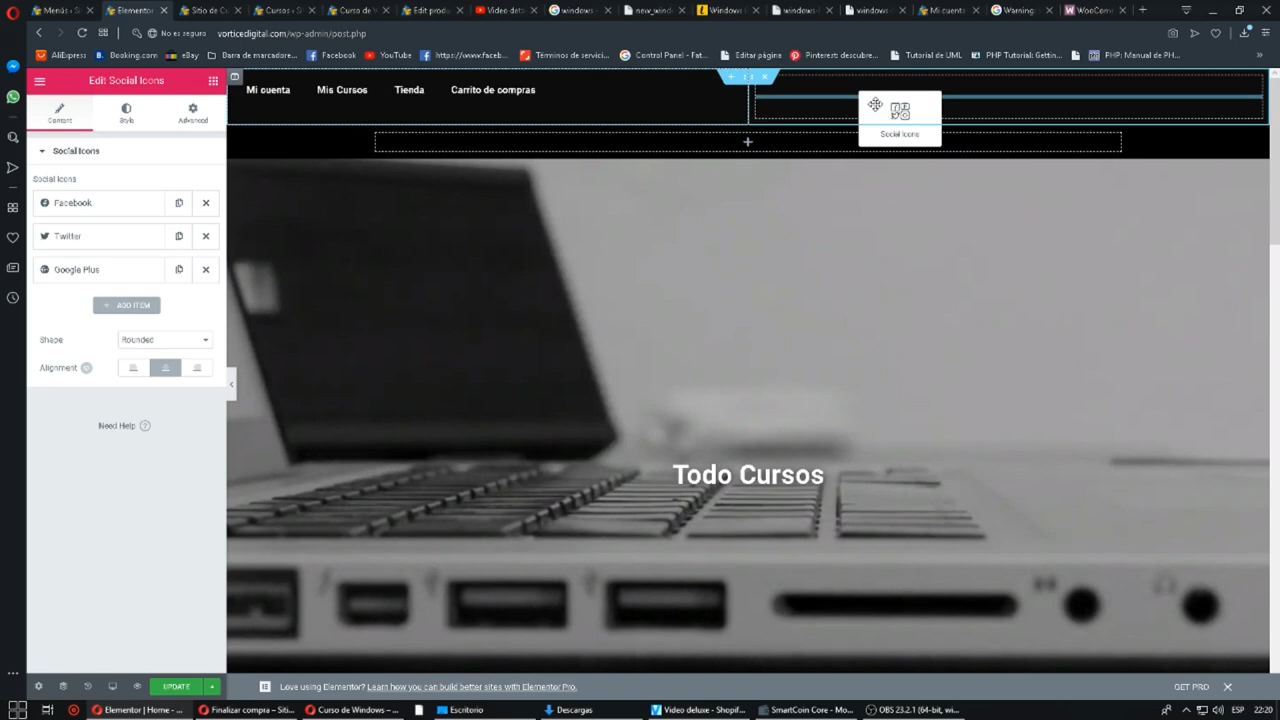 Menús ‹ S Elementor Sitio de C Cursos ‹ S Curso de V Edit produ Video deta windows - new_wind Windows windows- windows Mi cuenta Warning: WooCom
No es seguro vorticedigital.com/wp-admin/post.php
AliExpress Booking.com eBay Barra de marcadore... Facebook YouTube https://www.faceb... Términos de servici... Control Panel - Fat... Editar página Pinterest: descubre... Tutorial de UML PHP Tutorial: Gettin... PHP: Manual de PH...
Edit Social Icons
Content Style Advanced
Social Icons
Social Icons
Facebook
Twitter
Google Plus
ADD ITEM
Shape Rounded
Alignment
Need Help
UPDATE
Mi cuenta Mis Cursos Tienda Carrito de compras
Social Icons
Todo Cursos
Love using Elementor? Learn how you can build better sites with Elementor Pro. GET PRO
Elementor | Home - ... Finalizar compra – Siti... Curso de Windows –... Escritorio Descargas Video deluxe - Shopif... SmartCoin Core - Mo... OBS 23.2.1 (64-bit, wi... ESP 22:20